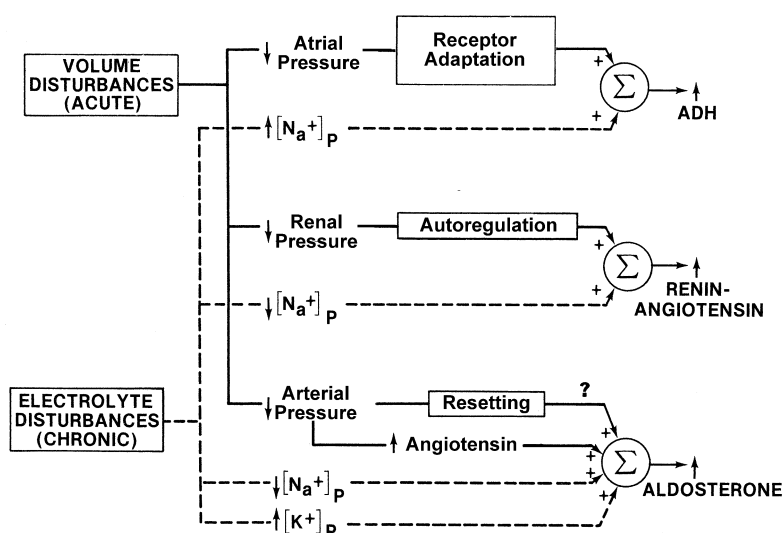 VOLUME
DISTURBANCES
(ACUTE)
↓ Atrial
Pressure
Receptor
Adaptation
+
Σ
↑
ADH
↑ [Na+]P
+
↓ Renal
Pressure
Autoregulation
+
Σ
↑
RENIN-
ANGIOTENSIN
↓ [Na+]P
+
ELECTROLYTE
DISTURBANCES
(CHRONIC)
↓ Arterial
Pressure
Resetting
?
+
↑ Angiotensin
+
Σ
↑
ALDOSTERONE
↓ [Na+]P
+
↑ [K+]P
+